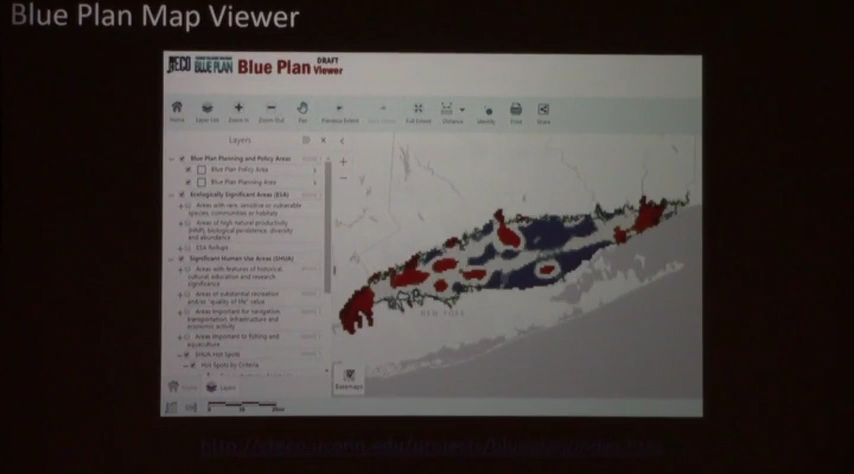 Blue Plan Map Viewer
BLUE PLAN
Blue Plan DRAFT Viewer
Home
Layer List
Zoom In
Zoom Out
Pan
Previous Extent
Full Extent
Distance
Identify
Print
Share
Layers
Blue Plan Planning and Policy Areas
Blue Plan Policy Area
Blue Plan Planning Area
Ecologically Significant Areas (ESA)
Areas with rare, sensitive or vulnerable
species, communities or habitats
Areas of high natural productivity
(HNP), biological persistence, diversity
and abundance
ESA Rollups
Significant Human Use Areas (SHUA)
Areas with features of historical,
cultural, education and research
significance
Areas of substantial recreation
and/or "quality of life" value
Areas important for navigation,
transportation, infrastructure and
economic activity
Areas important to fishing and
aquaculture
SHUA Hot Spots
Hot Spots by Criteria
NEW YORK
Basemaps
Home
Layers